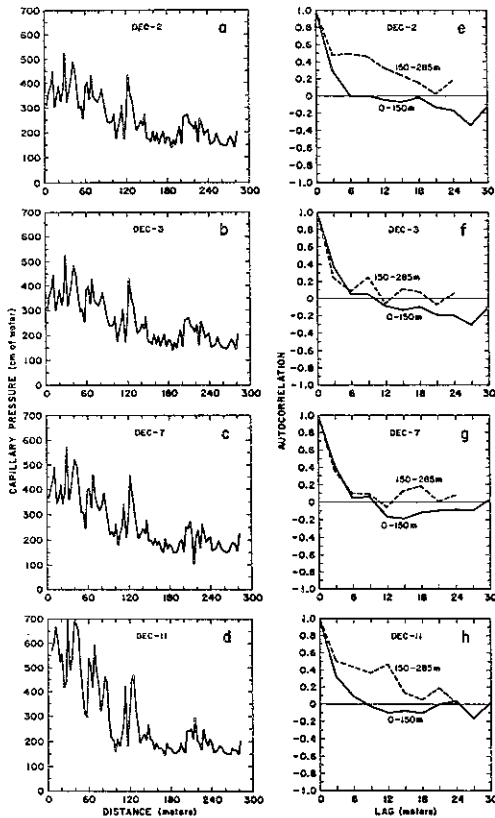 DEC-2
a
700
600
500
400
300
200
100
0
0 60 120 180 240 300
DEC-2
e
150-285m
0-150m
1.0
0.8
0.6
0.4
0.2
0
-0.2
-0.4
-0.6
-0.8
-1.0
0 6 12 18 24 30
DEC-3
b
700
600
500
400
300
200
100
0
0 60 120 180 240 300
DEC-3
f
150-285m
0-150m
1.0
0.8
0.6
0.4
0.2
0
-0.2
-0.4
-0.6
-0.8
-1.0
0 6 12 18 24 30
CAPILLARY PRESSURE (cm of water)
AUTOCORRELATION
DEC-7
c
700
600
500
400
300
200
100
0
0 60 120 180 240 300
DEC-7
g
150-285m
0-150m
1.0
0.8
0.6
0.4
0.2
0
-0.2
-0.4
-0.6
-0.8
-1.0
0 6 12 18 24 30
DEC-11
d
700
600
500
400
300
200
100
0
0 60 120 180 240 300
DISTANCE (meters)
DEC-11
h
150-285m
0-150m
1.0
0.8
0.6
0.4
0.2
0
-0.2
-0.4
-0.6
-0.8
-1.0
0 6 12 18 24 30
LAG (meters)